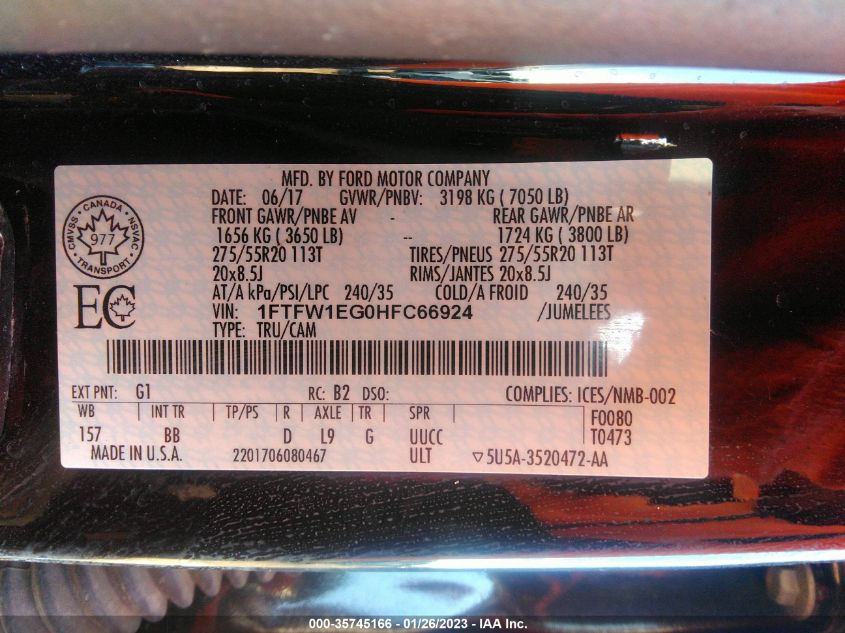 MFD. BY FORD MOTOR COMPANY
DATE: 06/17 GVWR/PNBV: 3198 KG ( 7050 LB)
FRONT GAWR/PNBE AV - REAR GAWR/PNBE AR
1656 KG ( 3650 LB) -- 1724 KG ( 3800 LB)
275/55R20 113T TIRES/PNEUS 275/55R20 113T
20x8.5J RIMS/JANTES 20x8.5J
AT/A kPa/PSI/LPC 240/35 COLD/A FROID 240/35
VIN: 1FTFW1EG0HFC66924 /JUMELEES
TYPE: TRU/CAM
CANADA
CMVSS 977 NSVAC
TRANSPORT
EC
EXT PNT: G1 RC: B2 DSO: COMPLIES: ICES/NMB-002
WB INT TR TP/PS R AXLE TR SPR F0080
157 BB D L9 G UUCC T0473
MADE IN U.S.A. 2201706080467 ULT ▽5U5A-3520472-AA
000-35745166 - 01/26/2023 - IAA Inc.